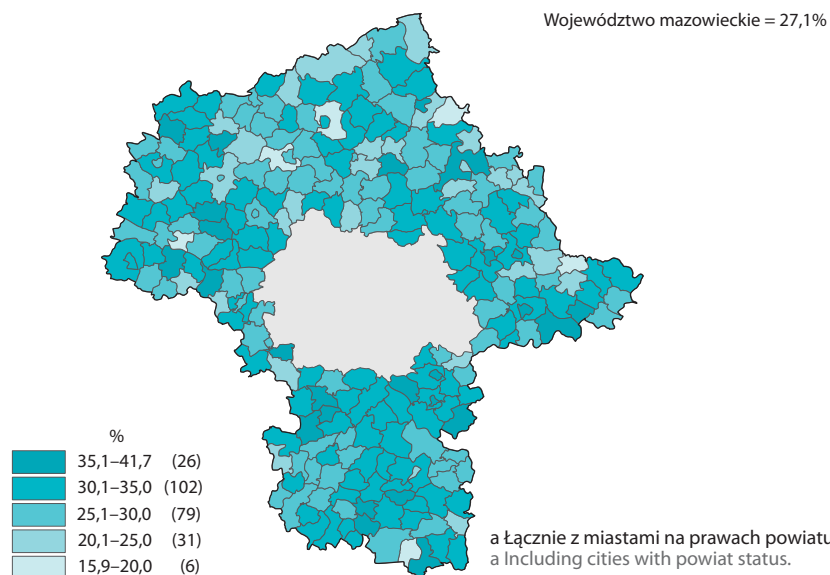 Województwo mazowieckie = 27,1%
%
35,1–41,7 (26)
30,1–35,0 (102)
25,1–30,0 (79)
20,1–25,0 (31)
15,9–20,0 (6)
a Łącznie z miastami na prawach powiatu
a Including cities with powiat status.